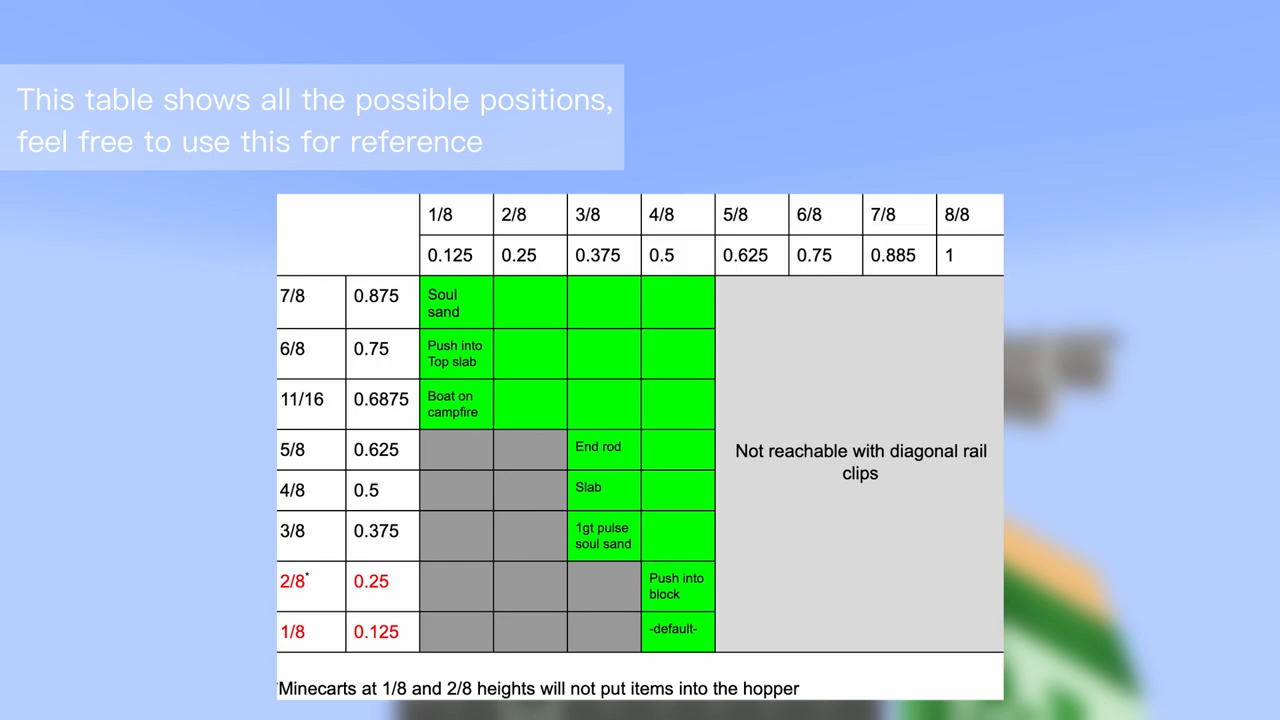 This table shows all the possible positions,
feel free to use this for reference
1/8 2/8 3/8 4/8 5/8 6/8 7/8 8/8
0.125 0.25 0.375 0.5 0.625 0.75 0.885 1
7/8 0.875 Soul
sand
6/8 0.75 Push into
Top slab
11/16 0.6875 Boat on
campfire
5/8 0.625 End rod
4/8 0.5 Slab
3/8 0.375 1gt pulse
soul sand
2/8* 0.25 Push into
block
1/8 0.125 -default-
Not reachable with diagonal rail
clips
*Minecarts at 1/8 and 2/8 heights will not put items into the hopper